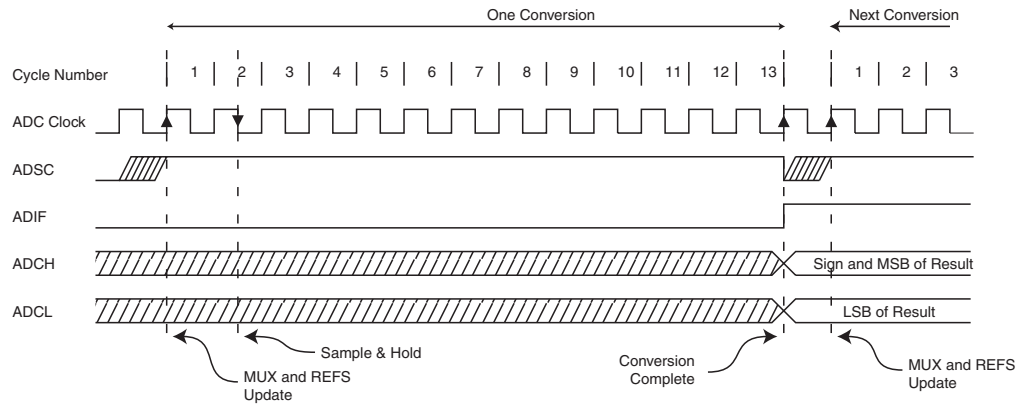 One Conversion
Next Conversion
Cycle Number 1 2 3 4 5 6 7 8 9 10 11 12 13 1 2 3
ADC Clock
ADSC
ADIF
ADCH
Sign and MSB of Result
ADCL
LSB of Result
Sample & Hold
MUX and REFS
Update
Conversion
Complete
MUX and REFS
Update